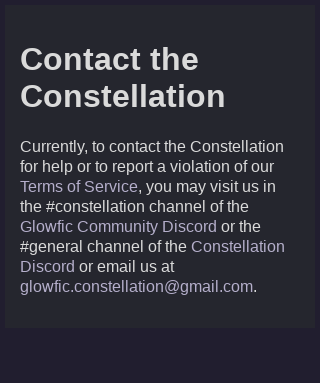 Contact the
Constellation
Currently, to contact the Constellation
for help or to report a violation of our
Terms of Service, you may visit us in
the #constellation channel of the
Glowfic Community Discord or the
#general channel of the Constellation
Discord or email us at
glowfic.constellation@gmail.com.